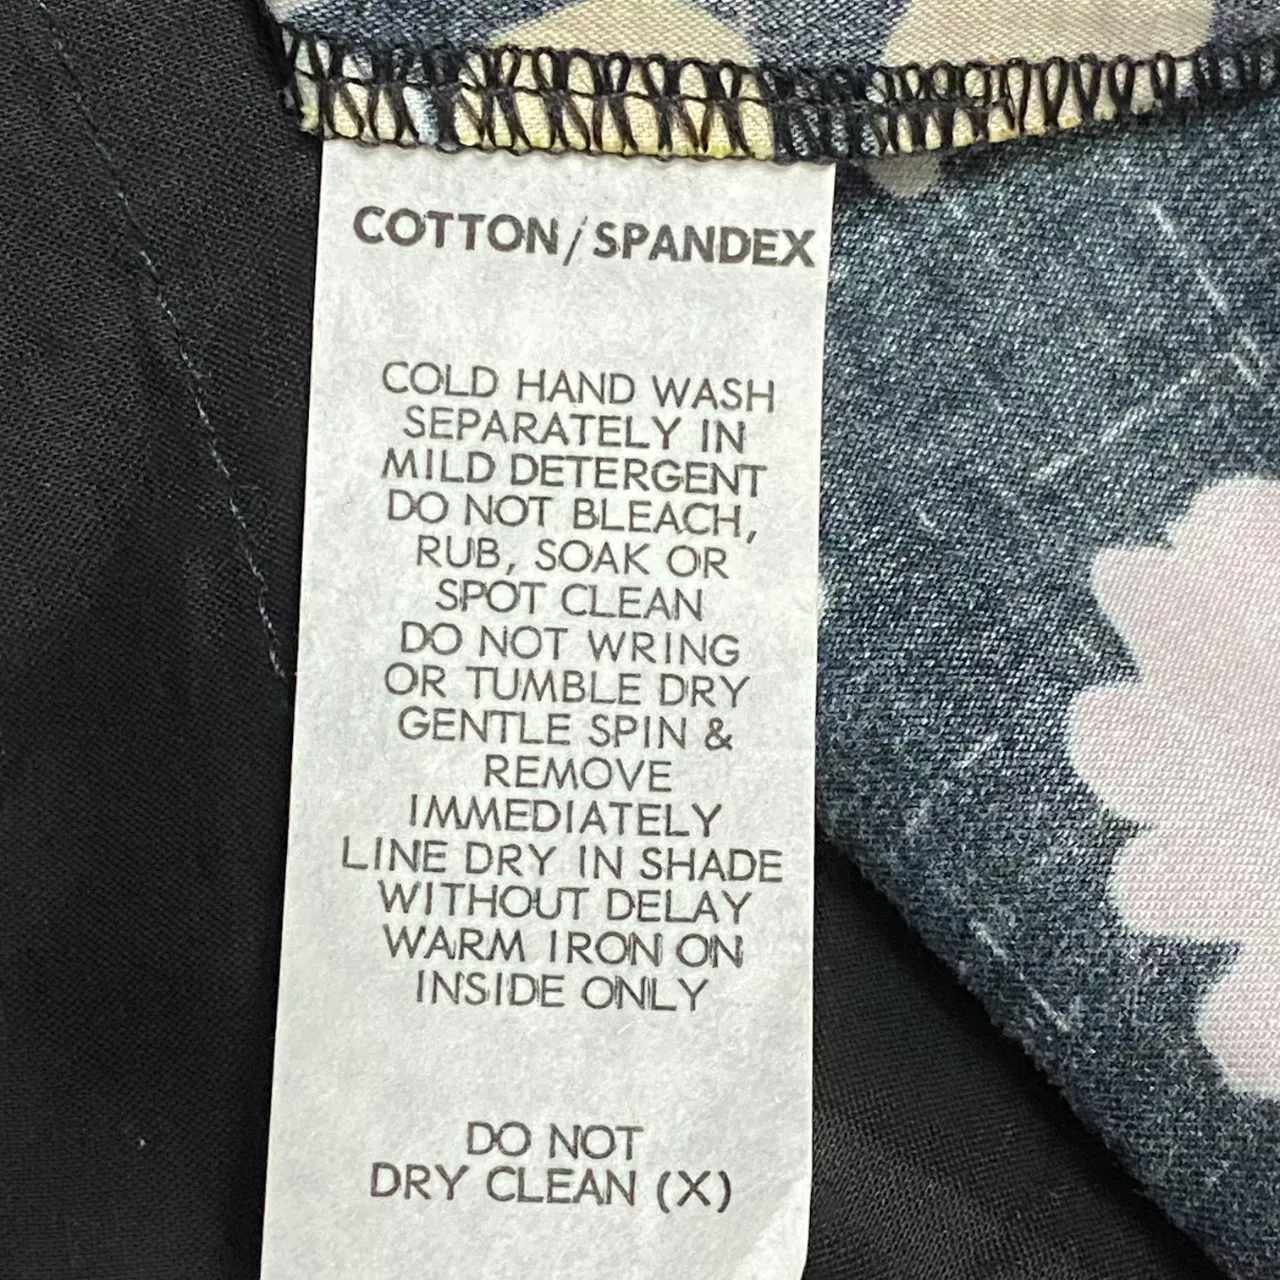 COTTON/SPANDEX
COLD HAND WASH
SEPARATELY IN
MILD DETERGENT
DO NOT BLEACH,
RUB, SOAK OR
SPOT CLEAN
DO NOT WRING
OR TUMBLE DRY
GENTLE SPIN &
REMOVE
IMMEDIATELY
LINE DRY IN SHADE
WITHOUT DELAY
WARM IRON ON
INSIDE ONLY
DO NOT
DRY CLEAN (X)